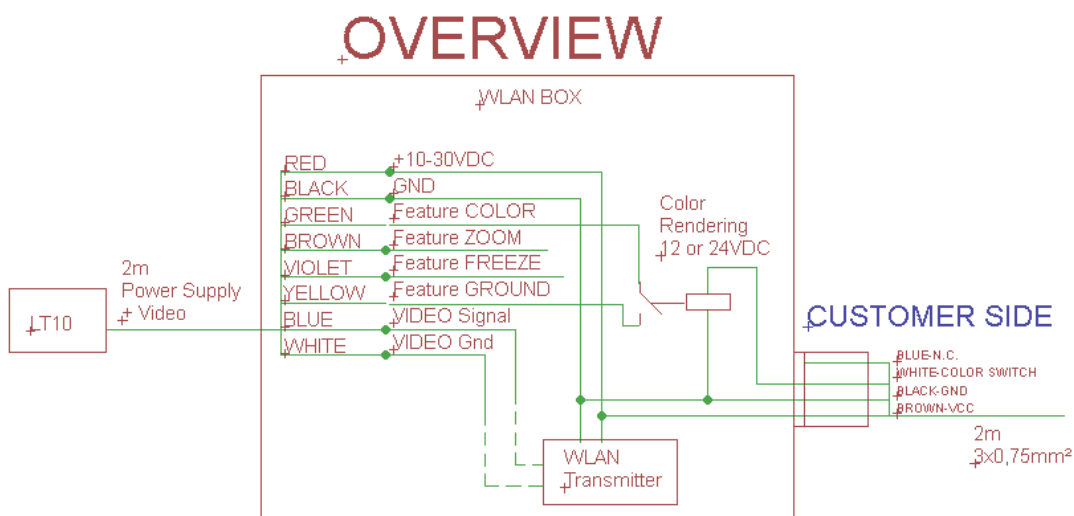 OVERVIEW
WLAN BOX
RED
+10-30VDC
BLACK
GND
GREEN
Feature COLOR
BROWN
Feature ZOOM
VIOLET
Feature FREEZE
YELLOW
Feature GROUND
BLUE
VIDEO Signal
WHITE
VIDEO Gnd
Color
Rendering
12 or 24VDC
2m
Power Supply
+ Video
LT10
CUSTOMER SIDE
BLUE-N.C.
WHITE-COLOR SWITCH
BLACK-GND
BROWN-VCC
2m
3x0,75mm²
WLAN
Transmitter